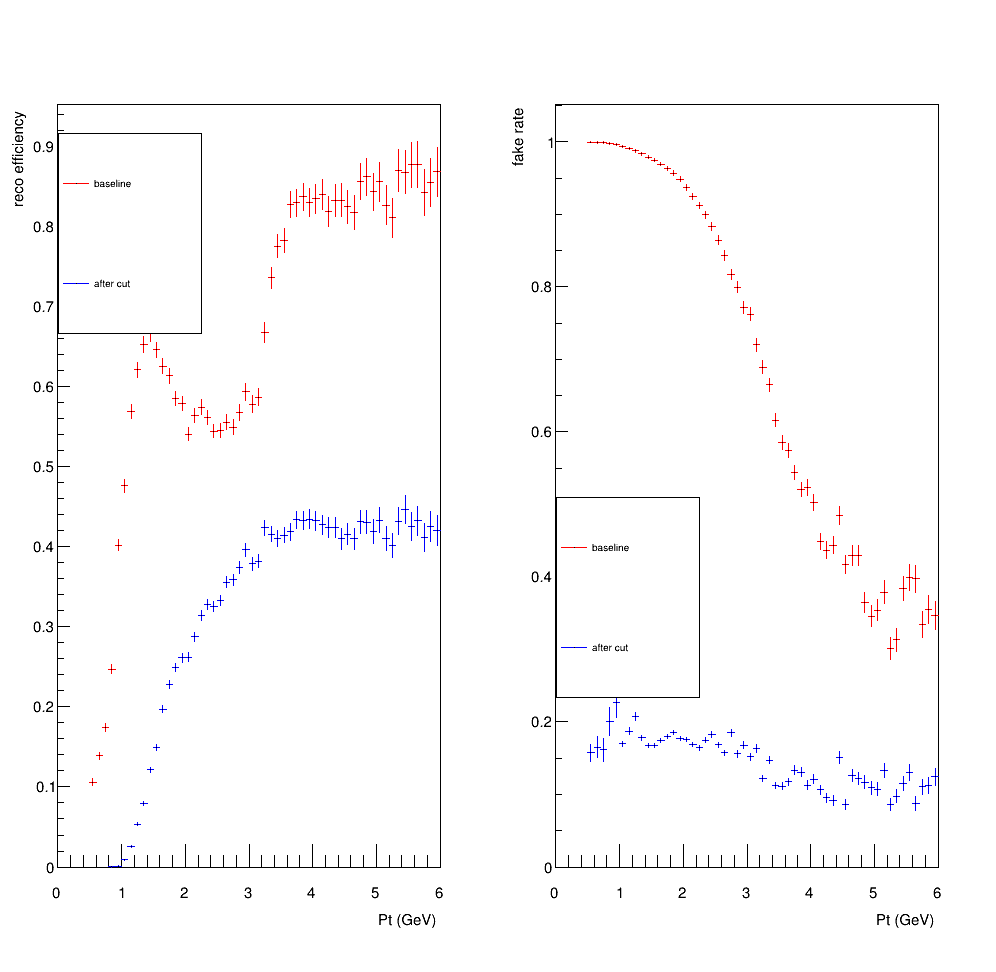 reco efficiency
0.9
0.8
0.7
0.6
0.5
0.4
0.3
0.2
0.1
0
baseline
after cut
0 1 2 3 4 5 6
Pt (GeV)
fake rate
1
0.8
0.6
0.4
0.2
0
baseline
after cut
0 1 2 3 4 5 6
Pt (GeV)